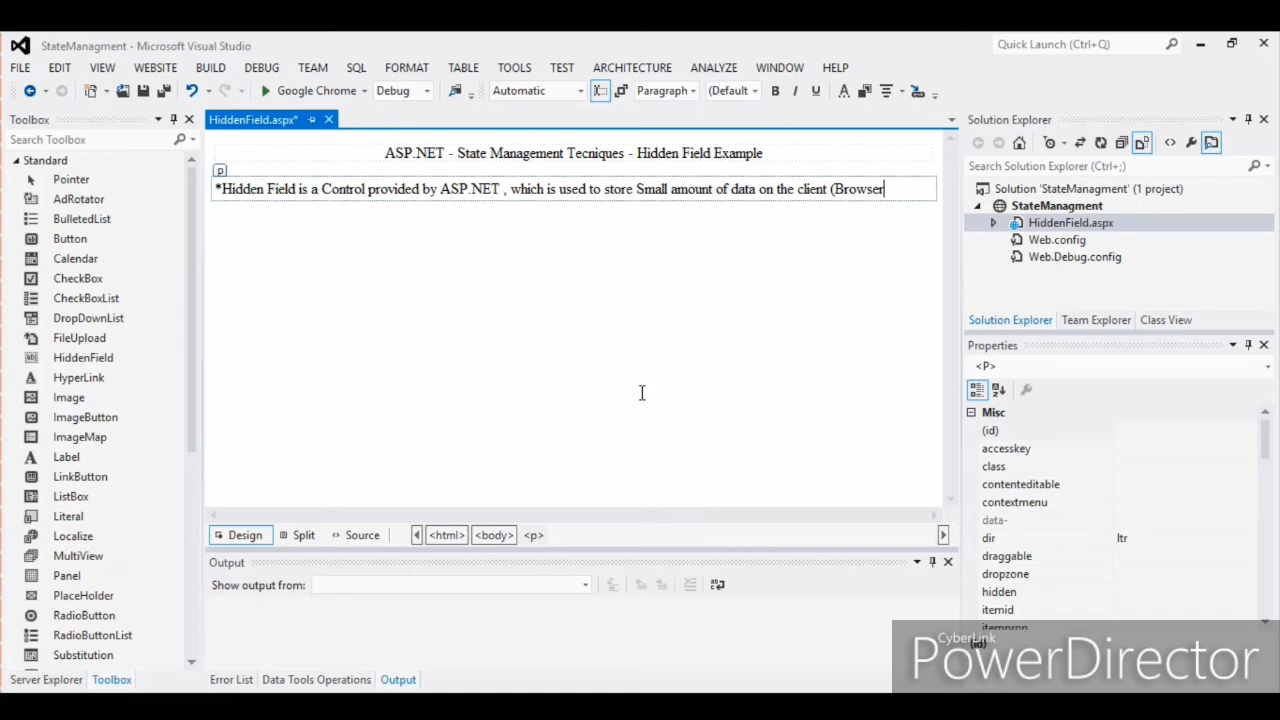 StateManagment - Microsoft Visual Studio
Quick Launch (Ctrl+Q)
FILE EDIT VIEW WEBSITE BUILD DEBUG TEAM SQL FORMAT TABLE TOOLS TEST ARCHITECTURE ANALYZE WINDOW HELP
Google Chrome Debug Automatic Paragraph (Default B I U
Toolbox
Search Toolbox
Standard
Pointer
AdRotator
BulletedList
Button
Calendar
CheckBox
CheckBoxList
DropDownList
FileUpload
HiddenField
HyperLink
Image
ImageButton
ImageMap
Label
LinkButton
ListBox
Literal
Localize
MultiView
Panel
PlaceHolder
RadioButton
RadioButtonList
Substitution
Server Explorer Toolbox
HiddenField.aspx*
ASP.NET - State Management Tecniques - Hidden Field Example
p
*Hidden Field is a Control provided by ASP.NET , which is used to store Small amount of data on the client (Browser
Design Split Source <html> <body> <p>
Output
Show output from:
Error List Data Tools Operations Output
Solution Explorer
Search Solution Explorer (Ctrl+;)
Solution 'StateManagment' (1 project)
StateManagment
HiddenField.aspx
Web.config
Web.Debug.config
Solution Explorer Team Explorer Class View
Properties
<P>
Misc
(id)
accesskey
class
contenteditable
contextmenu
data-
dir ltr
draggable
dropzone
hidden
itemid
itemprop
(id)
CyberLink
PowerDirector